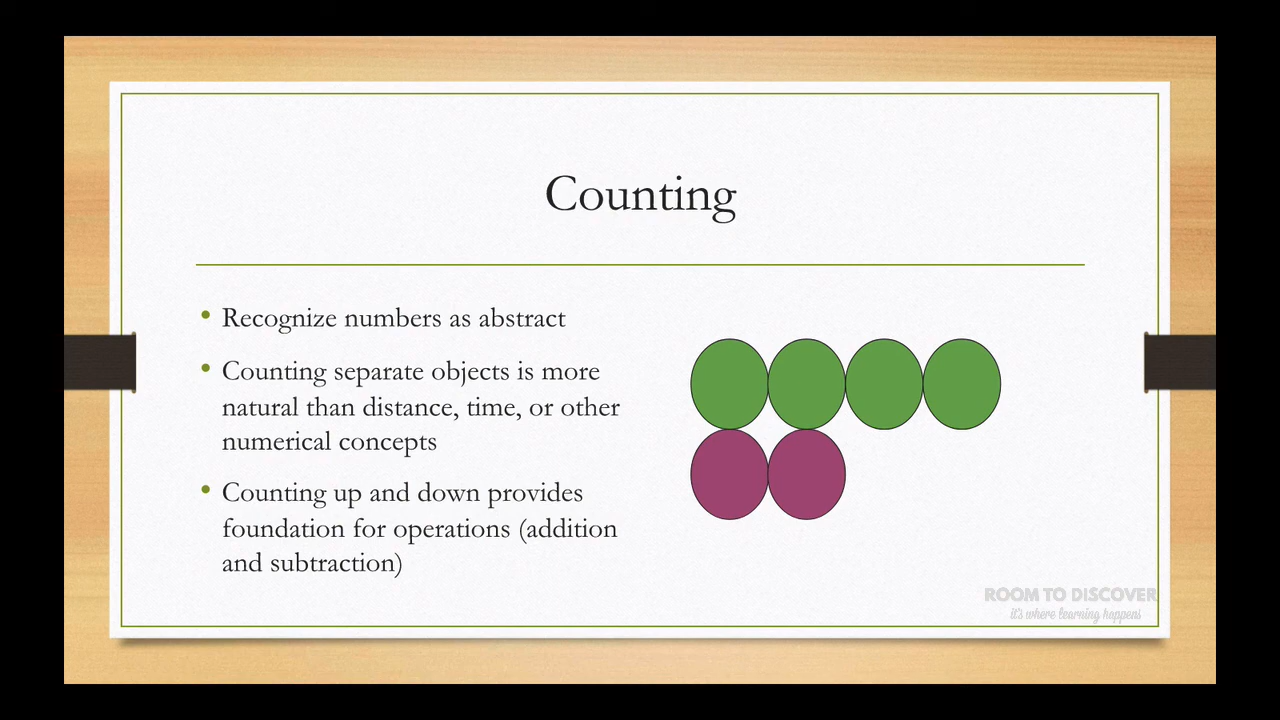 Counting
• Recognize numbers as abstract
• Counting separate objects is more
natural than distance, time, or other
numerical concepts
• Counting up and down provides
foundation for operations (addition
and subtraction)
ROOM TO DISCOVER
it's where learning happens